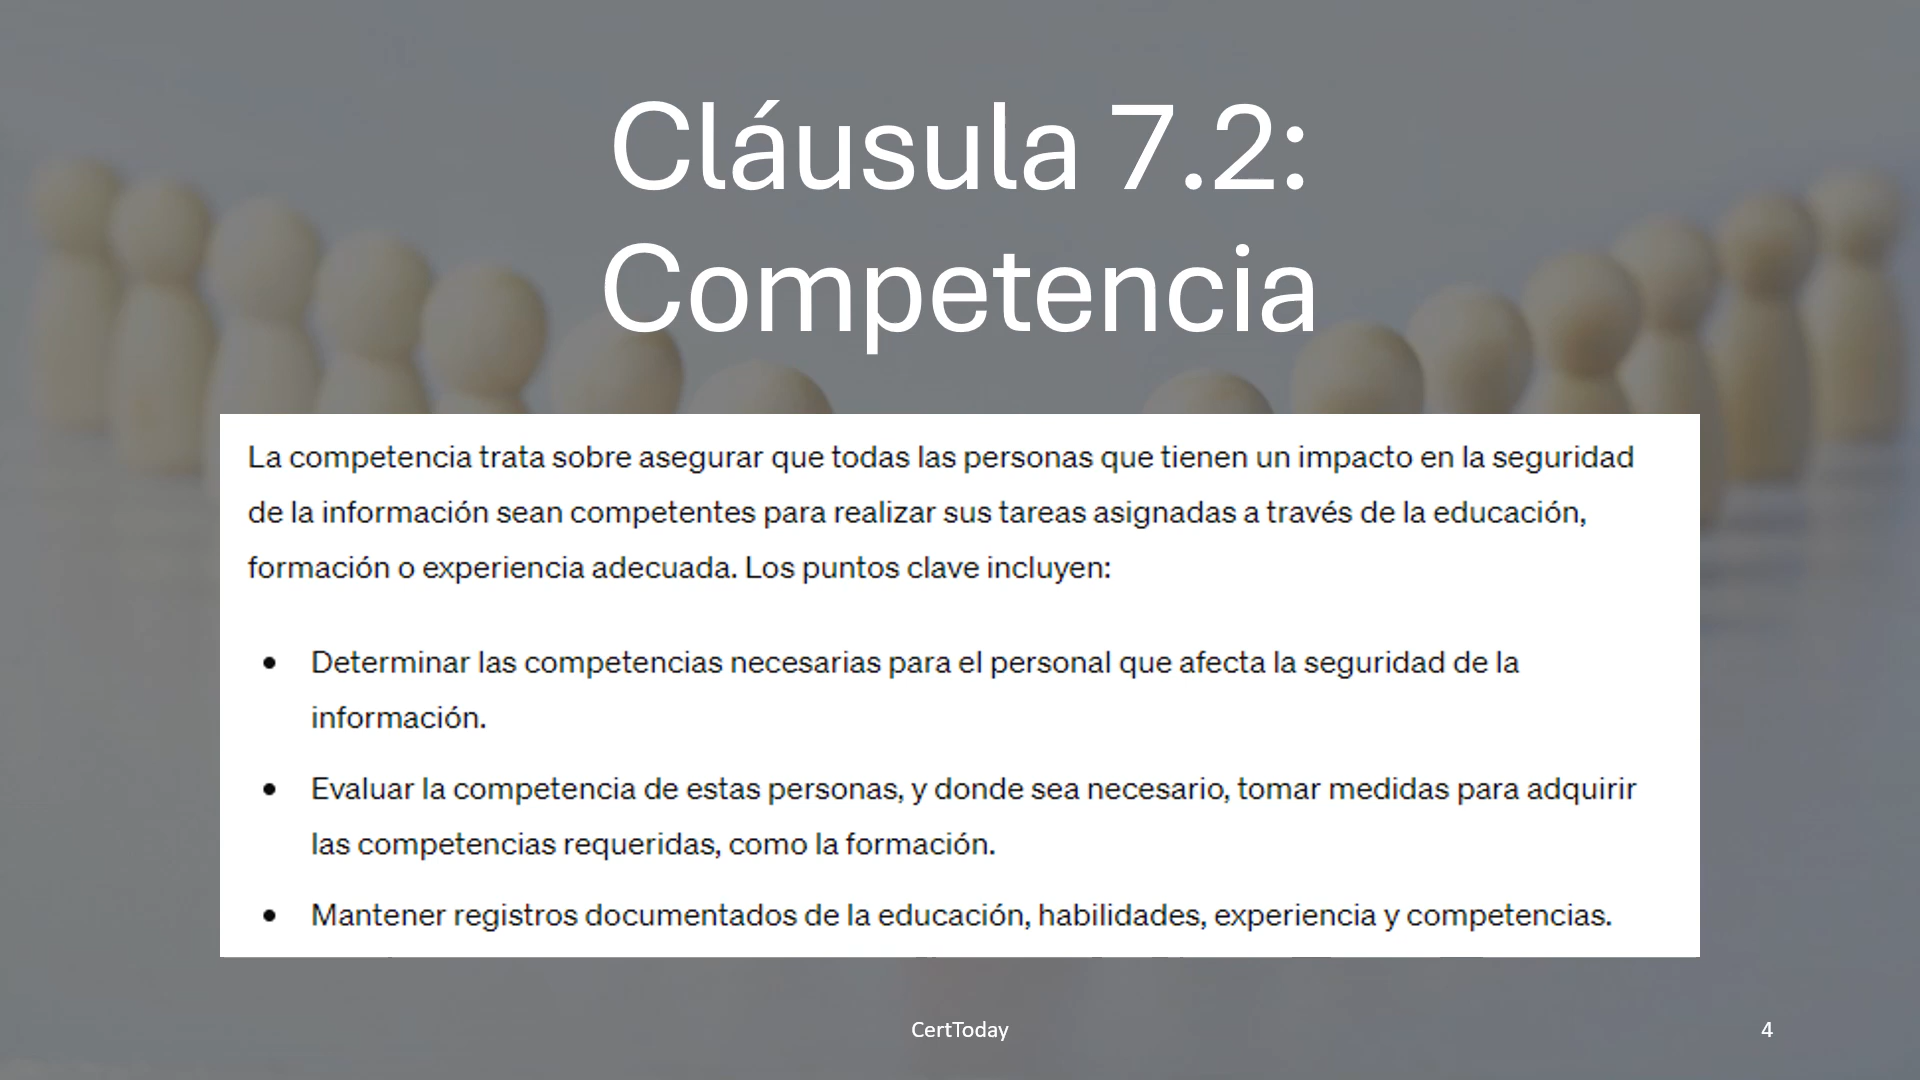 Cláusula 7.2:
Competencia
La competencia trata sobre asegurar que todas las personas que tienen un impacto en la seguridad
de la información sean competentes para realizar sus tareas asignadas a través de la educación,
formación o experiencia adecuada. Los puntos clave incluyen:
• Determinar las competencias necesarias para el personal que afecta la seguridad de la
información.
• Evaluar la competencia de estas personas, y donde sea necesario, tomar medidas para adquirir
las competencias requeridas, como la formación.
• Mantener registros documentados de la educación, habilidades, experiencia y competencias.
CertToday
4